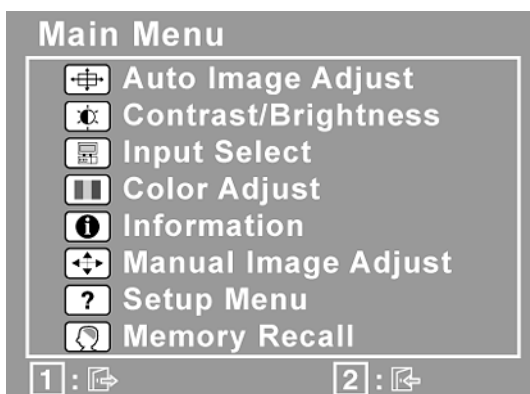 Main Menu
Auto Image Adjust
Contrast/Brightness
Input Select
Color Adjust
Information
Manual Image Adjust
? Setup Menu
Memory Recall
1 : 2 :